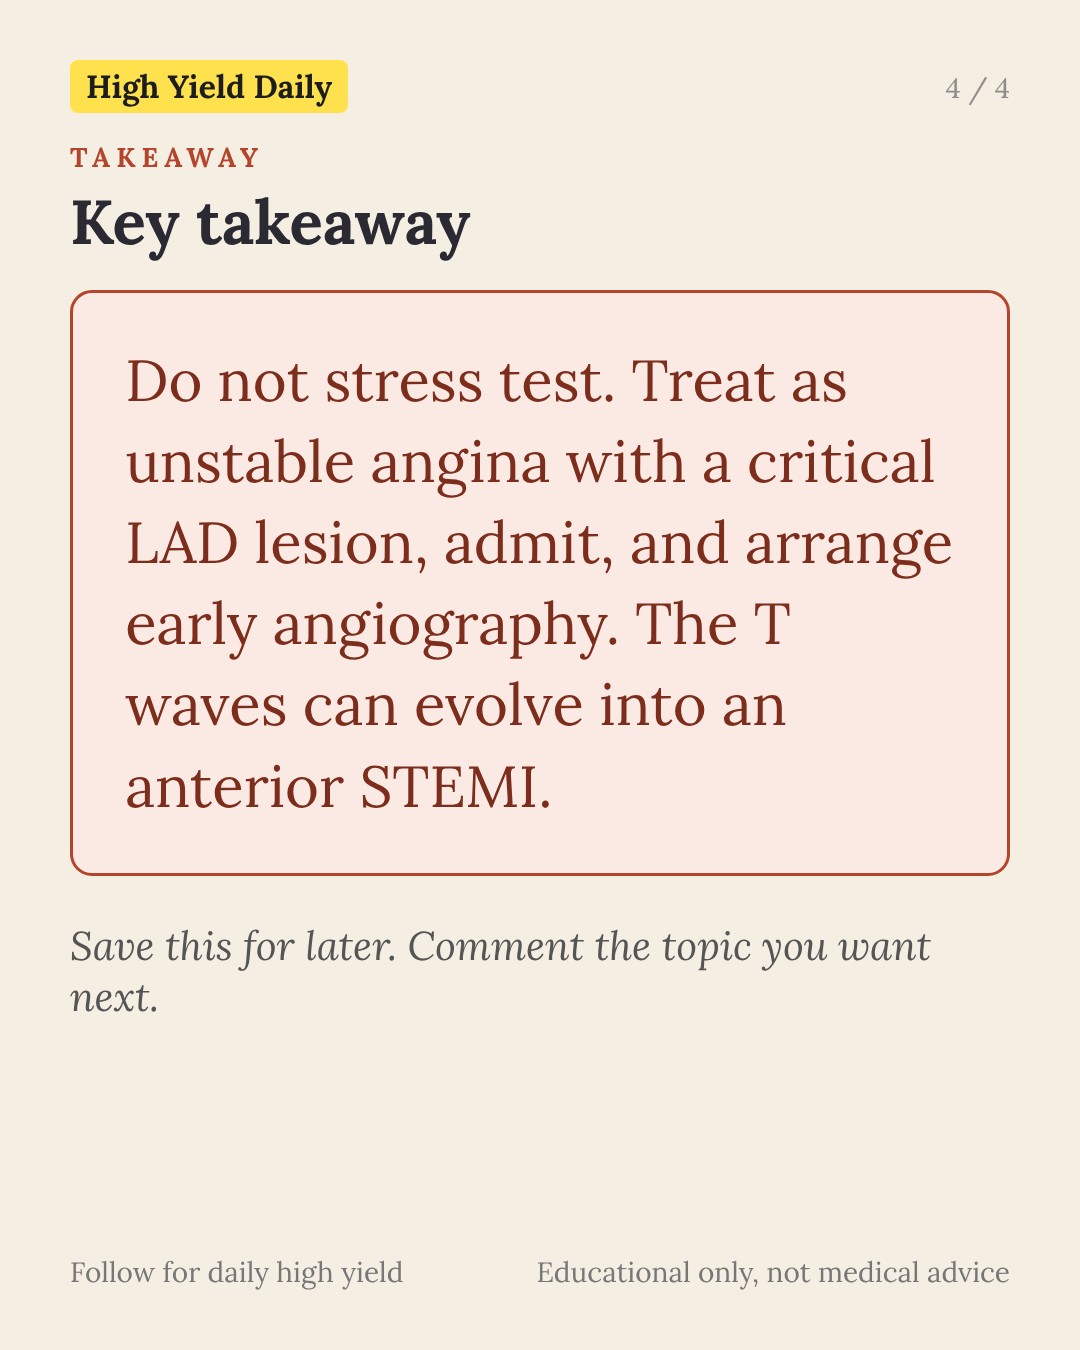 High Yield Daily
4 / 4
TAKEAWAY
Key takeaway
Do not stress test. Treat as
unstable angina with a critical
LAD lesion, admit, and arrange
early angiography. The T
waves can evolve into an
anterior STEMI.
Save this for later. Comment the topic you want
next.
Follow for daily high yield
Educational only, not medical advice